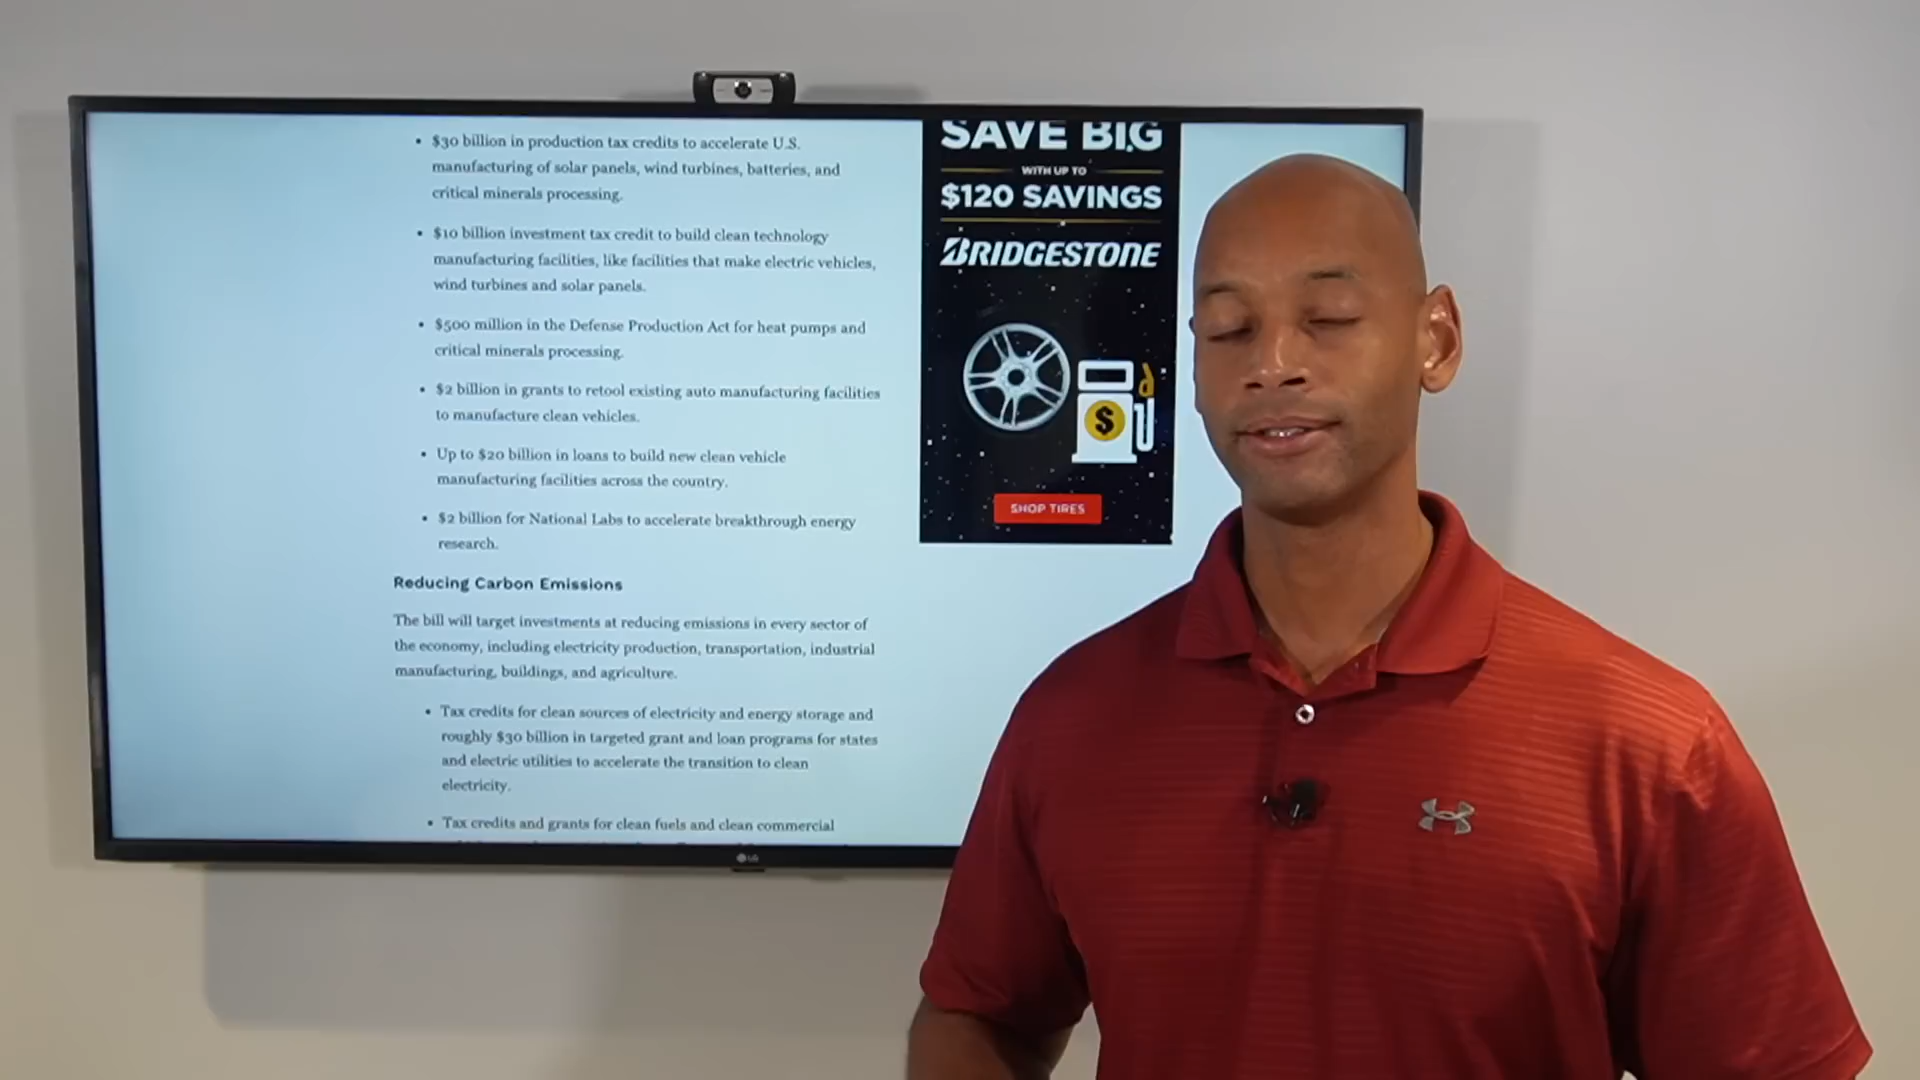 • $30 billion in production tax credits to accelerate U.S.
manufacturing of solar panels, wind turbines, batteries, and
critical minerals processing.
• $10 billion investment tax credit to build clean technology
manufacturing facilities, like facilities that make electric vehicles,
wind turbines and solar panels.
• $500 million in the Defense Production Act for heat pumps and
critical minerals processing.
• $2 billion in grants to retool existing auto manufacturing facilities
to manufacture clean vehicles.
• Up to $20 billion in loans to build new clean vehicle
manufacturing facilities across the country.
• $2 billion for National Labs to accelerate breakthrough energy
research.
Reducing Carbon Emissions
The bill will target investments at reducing emissions in every sector of
the economy, including electricity production, transportation, industrial
manufacturing, buildings, and agriculture.
• Tax credits for clean sources of electricity and energy storage and
roughly $30 billion in targeted grant and loan programs for states
and electric utilities to accelerate the transition to clean
electricity.
• Tax credits and grants for clean fuels and clean commercial
SAVE BIG
WITH UP TO
$120 SAVINGS
BRIDGESTONE
$
SHOP TIRES
LG